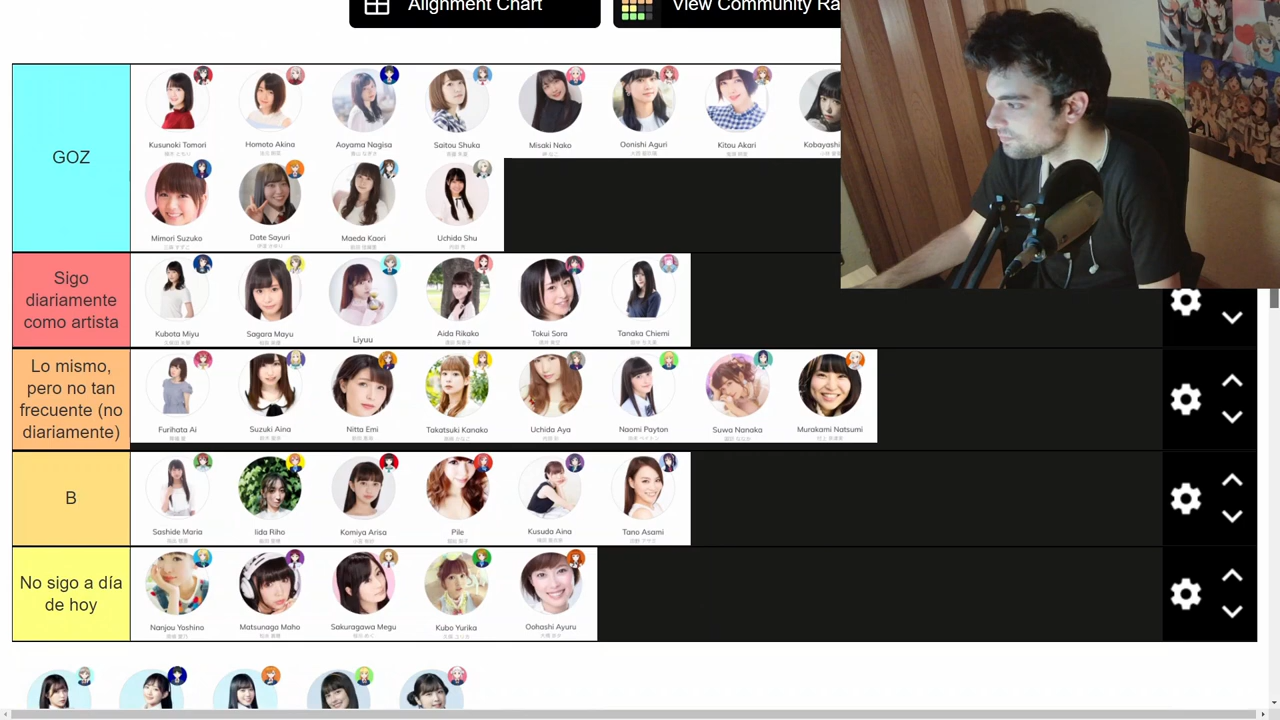 Alignment Chart
View Community Ra
GOZ
Kusunoki Tomori
Homoto Akina
Aoyama Nagisa
Saitou Shuka
Misaki Nako
Oonishi Aguri
Kitou Akari
Kobayashi
Mimori Suzuko
Date Sayuri
Maeda Kaori
Uchida Shu
Sigo
diariamente
como artista
Kubota Miyu
Sagara Mayu
Liyuu
Aida Rikako
Tokui Sora
Tanaka Chiemi
Lo mismo,
pero no tan
frecuente (no
diariamente)
Furihata Ai
Suzuki Aina
Nitta Emi
Takatsuki Kanako
Uchida Aya
Naomi Payton
Suwa Nanaka
Murakami Natsumi
B
Sashide Maria
Iida Riho
Komiya Arisa
Pile
Kusuda Aina
Tano Asami
No sigo a día
de hoy
Nanjou Yoshino
Matsunaga Maho
Sakuragawa Megu
Kubo Yurika
Oohashi Ayuru